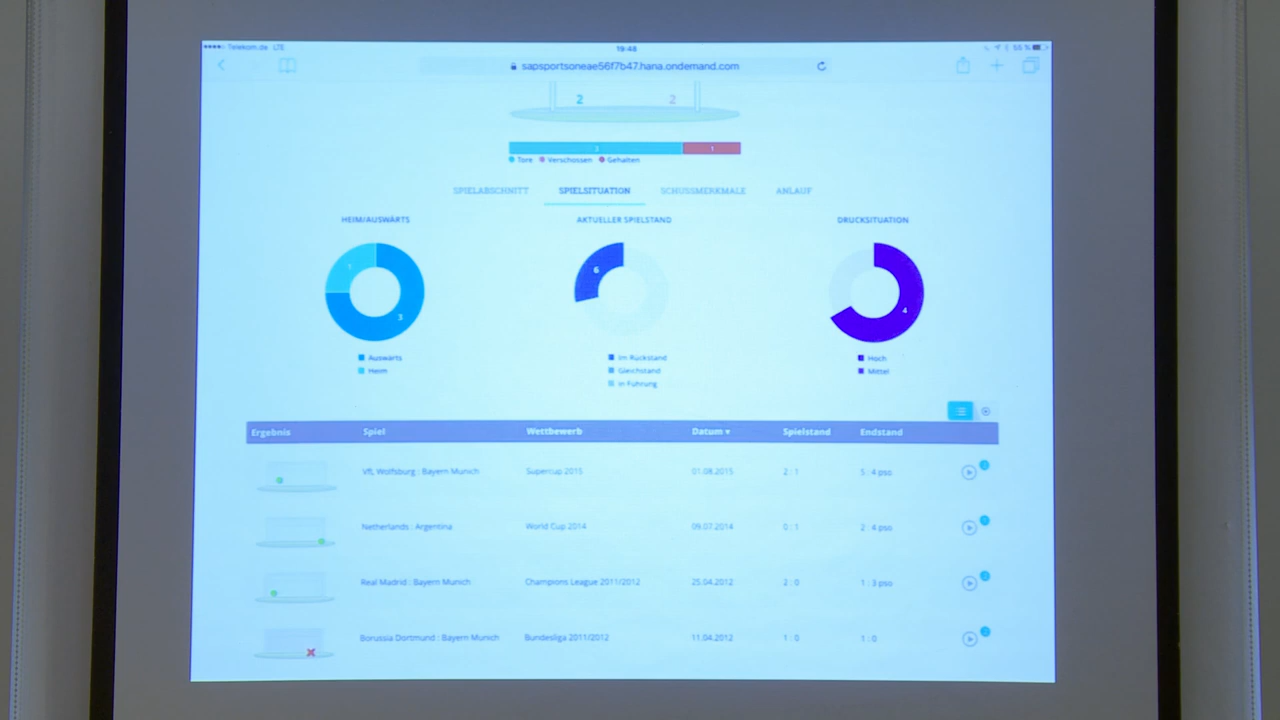 Telekom.de LTE 19:48 55 %
sapsportsoneae56f7b47.hana.ondemand.com
2 2
3 1
Tore Verschossen Gehalten
SPIELABSCHNITT SPIELSITUATION SCHUSSMERKMALE ANLAUF
HEIM/AUSWÄRTS AKTUELLER SPIELSTAND DRUCKSITUATION
1 6
3 4
Auswärts Im Rückstand Hoch
Heim Gleichstand Mittel
in Führung
Ergebnis Spiel Wettbewerb Datum Spielstand Endstand
VfL Wolfsburg : Bayern Munich Supercup 2015 01.08.2015 2 : 1 5 : 4 pso
Netherlands : Argentina World Cup 2014 09.07.2014 0 : 1 2 : 4 pso
Real Madrid : Bayern Munich Champions League 2011/2012 25.04.2012 2 : 0 1 : 3 pso
Borussia Dortmund : Bayern Munich Bundesliga 2011/2012 11.04.2012 1 : 0 1 : 0